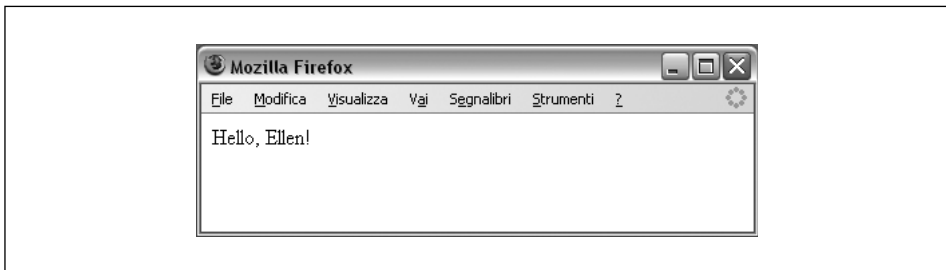 Mozilla Firefox
File Modifica Visualizza Vai Segnalibri Strumenti ?
Hello, Ellen!